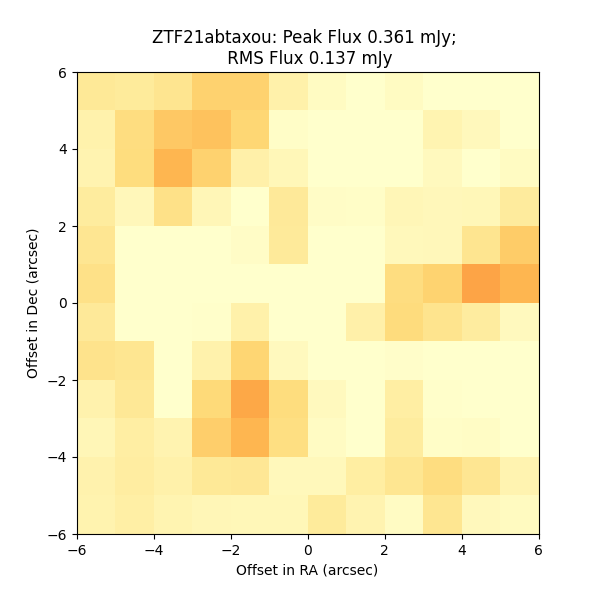 ZTF21abtaxou: Peak Flux 0.361 mJy;
RMS Flux 0.137 mJy
6
4
2
0
−2
−4
−6
Offset in Dec (arcsec)
−6 −4 −2 0 2 4 6
Offset in RA (arcsec)